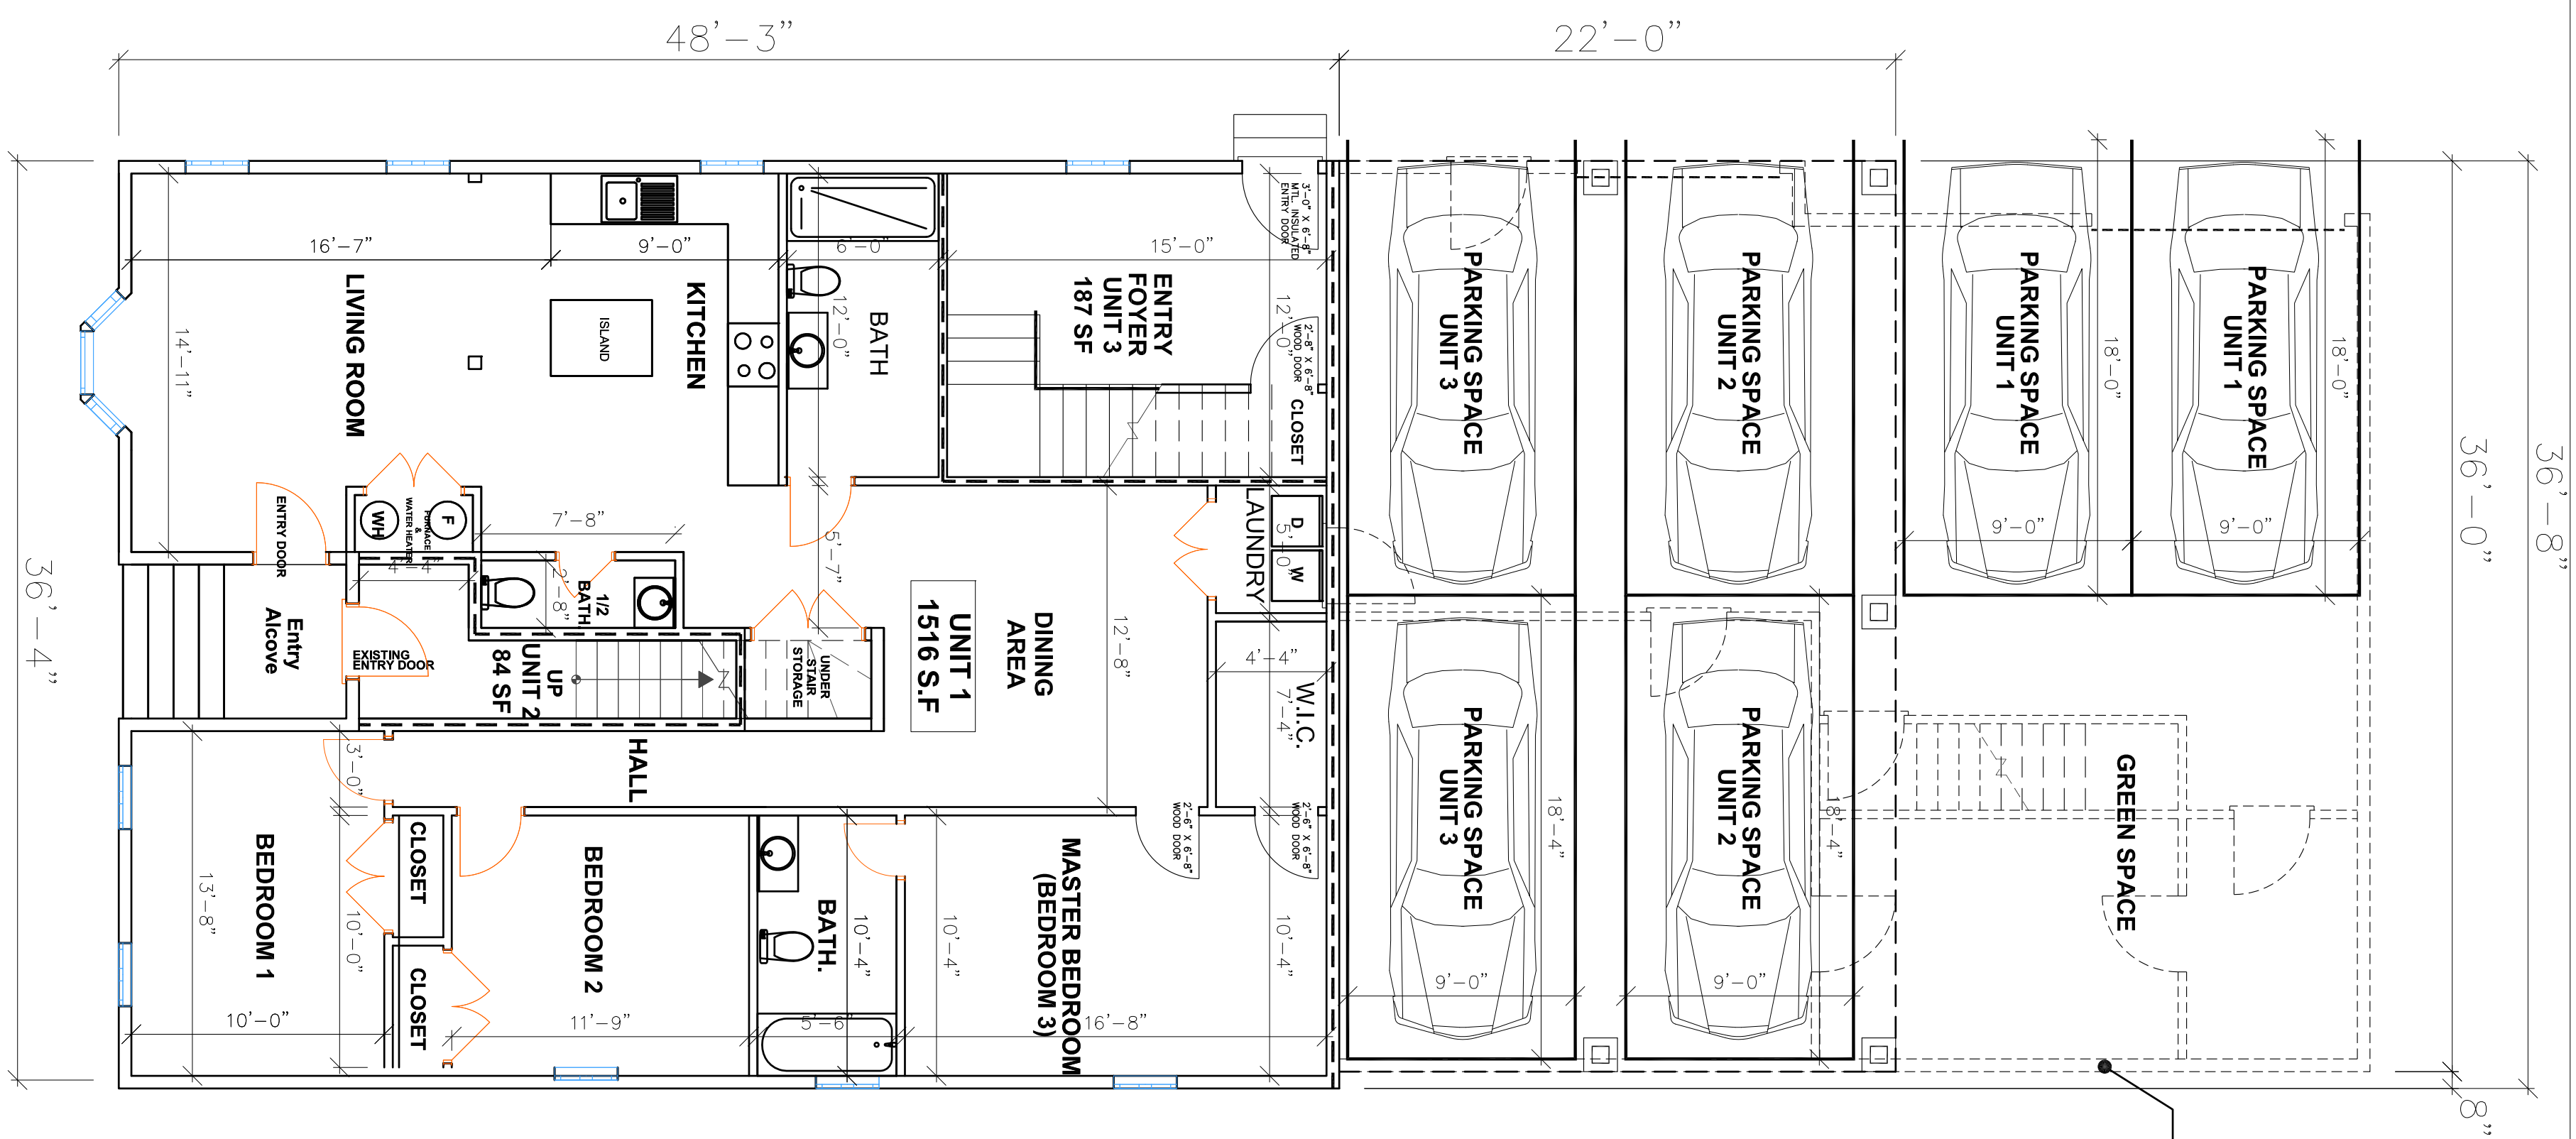 48'-3"
22'-0"
36'-4"
36'-0"
36'-8"
8"
16'-7"
9'-0"
6'-0"
15'-0"
14'-11"
LIVING ROOM
KITCHEN
ISLAND
BATH
12'-0"
ENTRY
FOYER
UNIT 3
187 SF
3'-0" X 6'-8"
MTL. INSULATED
ENTRY DOOR
12'-0"
2'-8" X 6'-8"
WOOD DOOR
CLOSET
ENTRY DOOR
WH
F
FURNACE
&
WATER HEATER
4'-4"
7'-8"
1/2
BATH.
2'-8"
5'-7"
Entry
Alcove
EXISTING
ENTRY DOOR
UP
UNIT 2
84 SF
UNDER
STAIR
STORAGE
UNIT 1
1516 S.F
DINING
AREA
12'-8"
LAUNDRY
D
W
5'-0"
4'-4"
W.I.C.
7'-4"
HALL
3'-0"
2'-6" X 6'-8"
WOOD DOOR
2'-6" X 6'-8"
WOOD DOOR
BEDROOM 1
13'-8"
10'-0"
10'-0"
CLOSET
CLOSET
BEDROOM 2
11'-9"
BATH.
10'-4"
5'-6"
MASTER BEDROOM
(BEDROOM 3)
10'-4"
10'-4"
16'-8"
PARKING SPACE
UNIT 3
PARKING SPACE
UNIT 2
PARKING SPACE
UNIT 1
PARKING SPACE
UNIT 1
18'-0"
18'-0"
9'-0"
9'-0"
PARKING SPACE
UNIT 3
PARKING SPACE
UNIT 2
18'-4"
18'-4"
9'-0"
9'-0"
GREEN SPACE